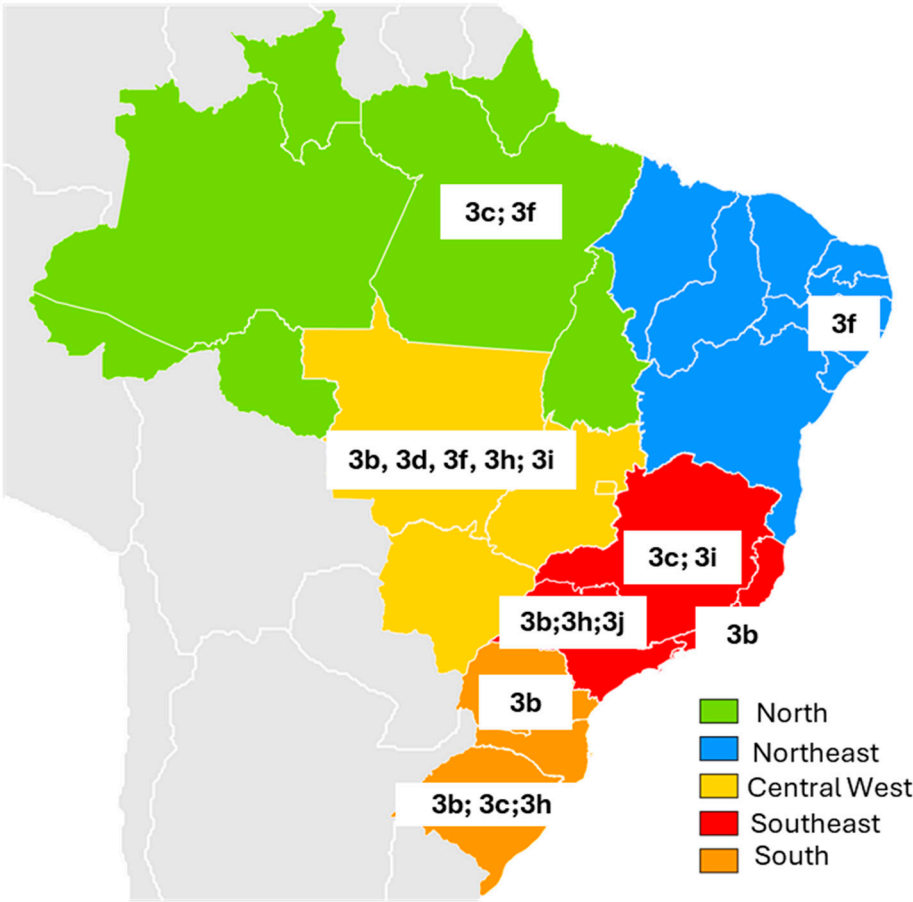 3c; 3f
3f
3b, 3d, 3f, 3h; 3i
3c; 3i
3b;3h;3j
3b
3b
3b; 3c;3h
North
Northeast
Central West
Southeast
South